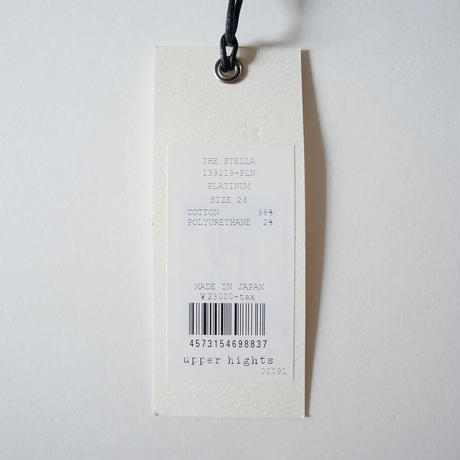 THE STELLA
139219-PLN
PLATINUM
SIZE 26
COTTON 98%
POLYURETHANE 2%
MADE IN JAPAN
¥23000+tax
4573154698837
upper hights
00091